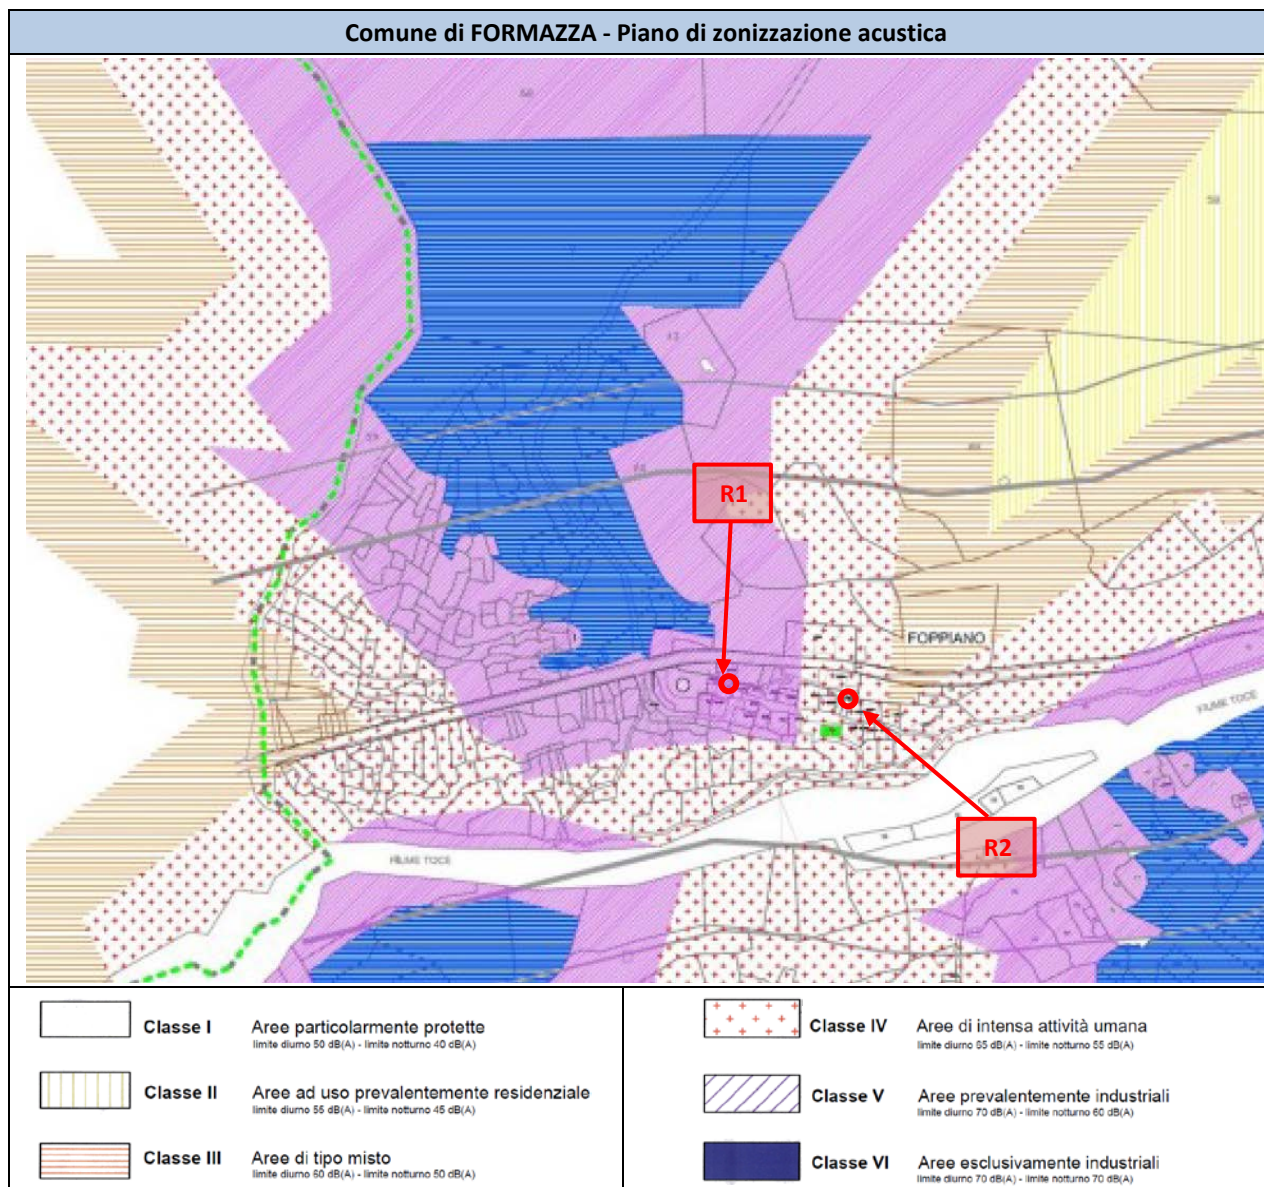 Comune di FORMAZZA - Piano di zonizzazione acustica
R1
FOPPIANO
FIUME TOCE
R2
FIUME TOCE
Classe I Aree particolarmente protette
limite diurno 50 dB(A) - limite notturno 40 dB(A)
Classe II Aree ad uso prevalentemente residenziale
limite diurno 55 dB(A) - limite notturno 45 dB(A)
Classe III Aree di tipo misto
limite diurno 60 dB(A) - limite notturno 50 dB(A)
Classe IV Aree di intensa attività umana
limite diurno 65 dB(A) - limite notturno 55 dB(A)
Classe V Aree prevalentemente industriali
limite diurno 70 dB(A) - limite notturno 60 dB(A)
Classe VI Aree esclusivamente industriali
limite diurno 70 dB(A) - limite notturno 70 dB(A)